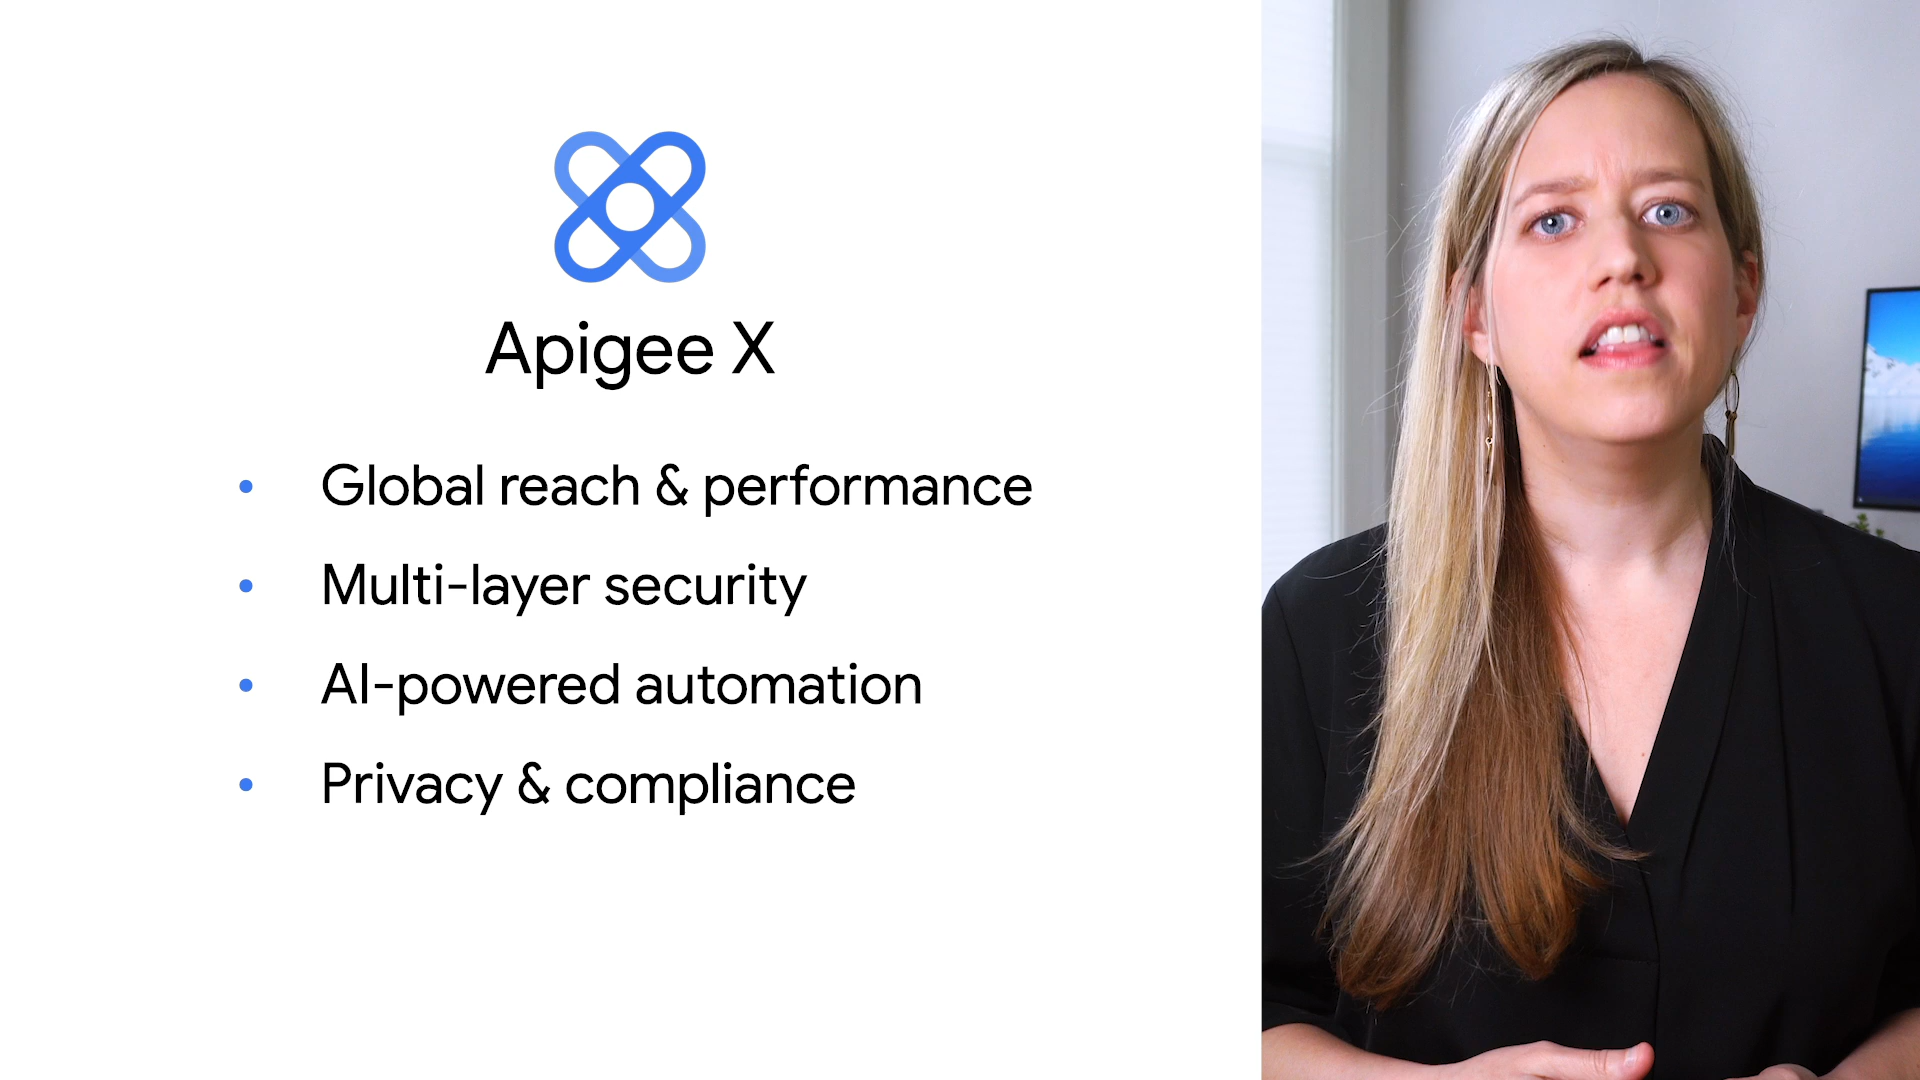 Apigee X
• Global reach & performance
• Multi-layer security
• AI-powered automation
• Privacy & compliance